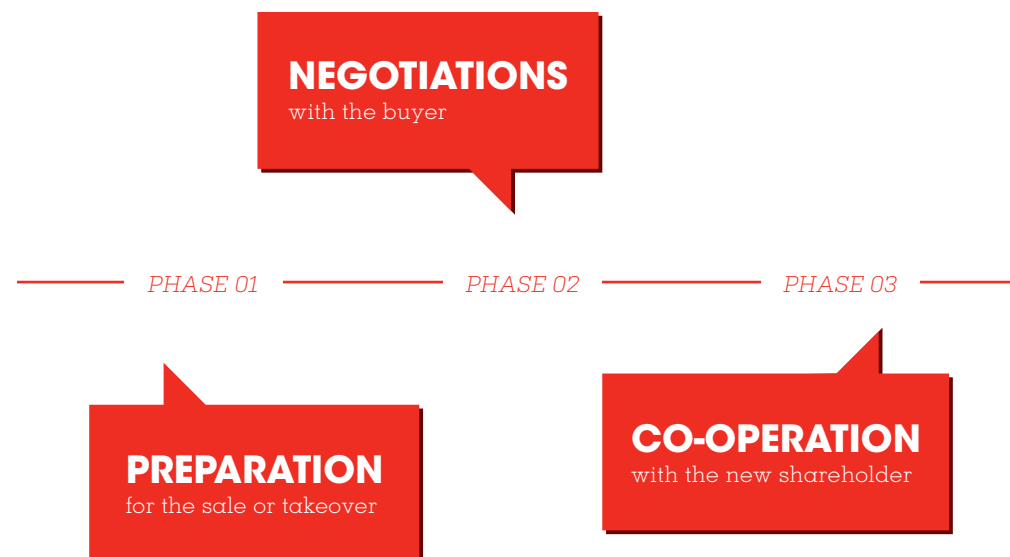 NEGOTIATIONS
with the buyer
PHASE 01
PHASE 02
PHASE 03
PREPARATION
for the sale or takeover
CO-OPERATION
with the new shareholder